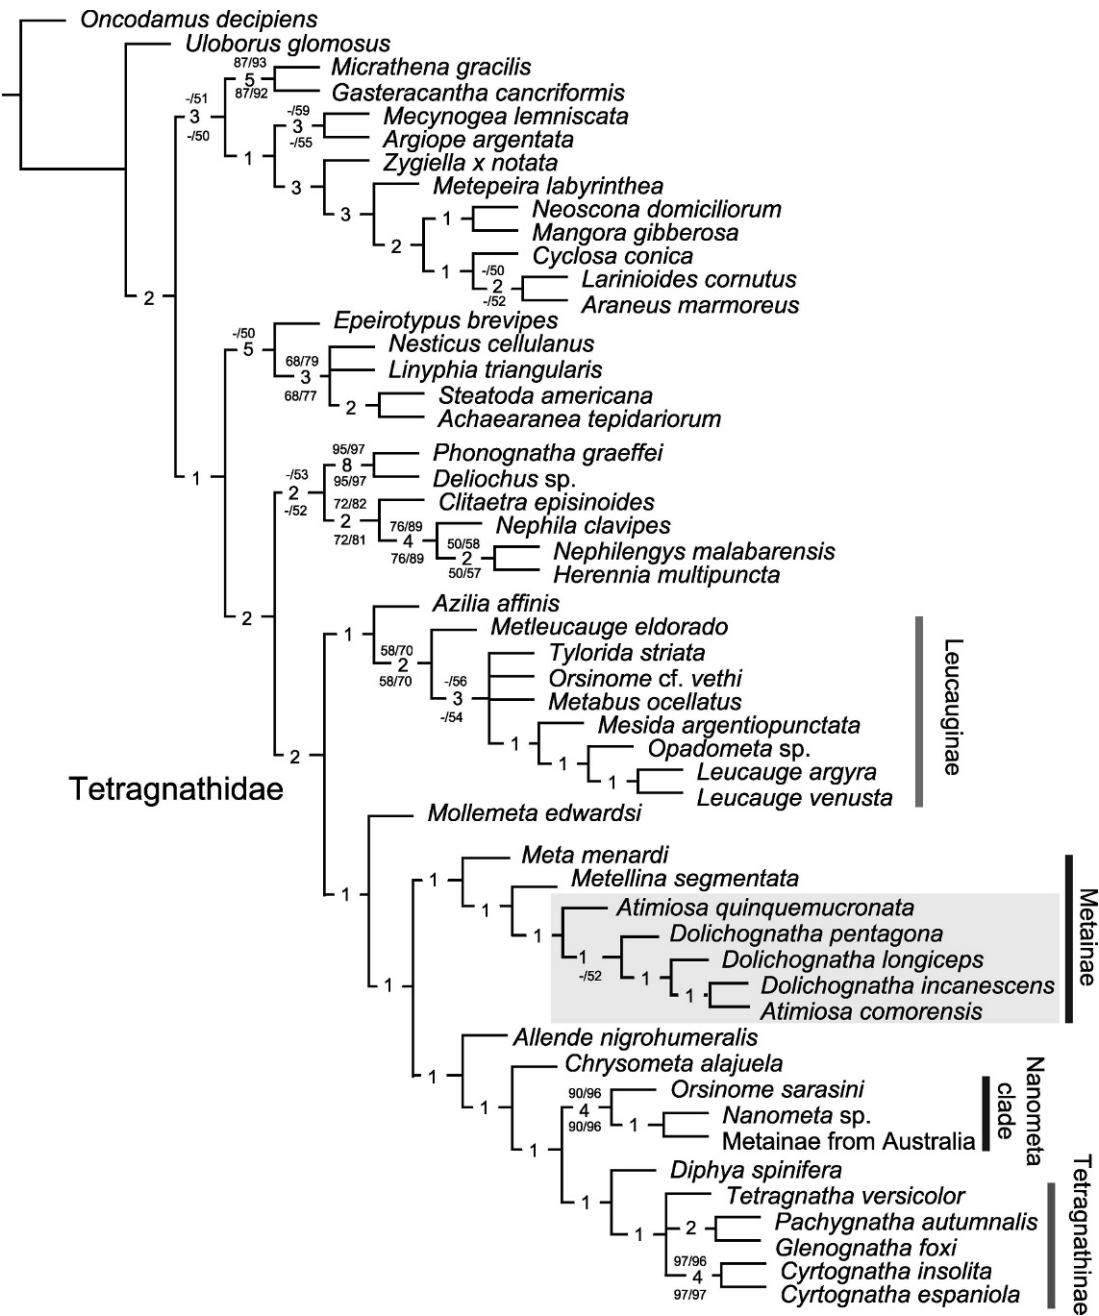 Oncodamus decipiens
Uloborus glomosus
87/93
5
87/92
Micrathena gracilis
Gasteracantha cancriformis
-/51
3
-/50
-/59
3
-/55
Mecynogea lemniscata
Argiope argentata
1
Zygiella x notata
3
Metepeira labyrinthea
3
Neoscona domiciliorum
1
Mangora gibberosa
2
Cyclosa conica
1
-/50
2
-/52
Larinioides cornutus
Araneus marmoreus
2
Epeirotypus brevipes
-/50
5
Nesticus cellulanus
68/79
3
68/77
Linyphia triangularis
Steatoda americana
2
Achaearanea tepidariorum
1
95/97
8
95/97
Phonognatha graeffei
Deliochus sp.
-/53
2
-/52
72/82
2
72/81
Clitaetra episinoides
76/89
4
76/89
Nephila clavipes
50/58
2
50/57
Nephilengys malabarensis
Herennia multipuncta
2
Azilia affinis
1
Metleucauge eldorado
58/70
2
58/70
Tylorida striata
-/56
3
-/54
Orsinome cf. vethi
Metabus ocellatus
Mesida argentiopunctata
1
Opadometa sp.
1
Leucauge argyra
1
Leucauge venusta
Leucauginae
2
Tetragnathidae
Mollemeta edwardsi
1
Meta menardi
1
Metellina segmentata
1
Atimiosa quinquemucronata
1
Dolichognatha pentagona
1
-/52
Dolichognatha longiceps
1
Dolichognatha incanescens
1
Atimiosa comorensis
Metainae
1
Allende nigrohumeralis
1
Chrysometa alajuela
1
90/96
4
90/96
Orsinome sarasini
Nanometa sp.
1
Metainae from Australia
Nanometa
clade
1
Diphya spinifera
1
Tetragnatha versicolor
1
Pachygnatha autumnalis
2
Glenognatha foxi
97/96
4
97/97
Cyrtognatha insolita
Cyrtognatha espaniola
Tetragnathinae